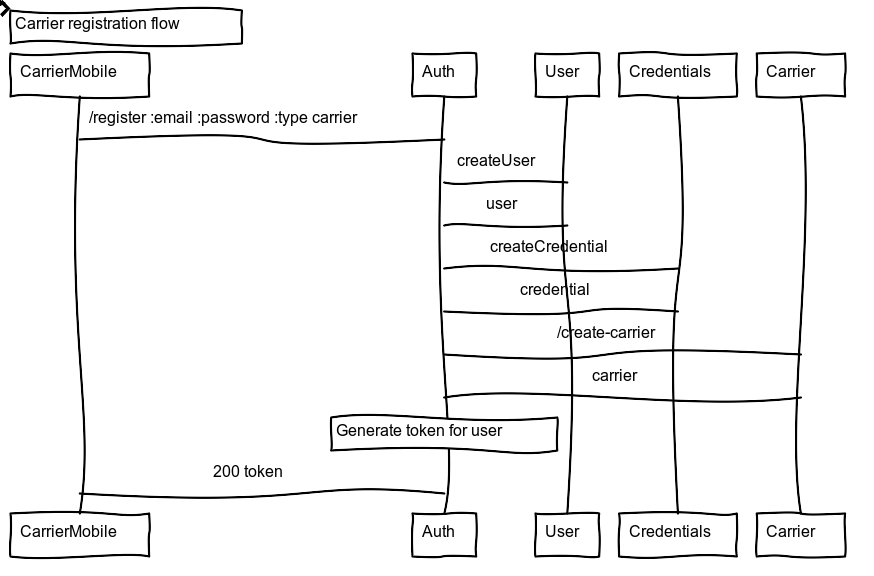 Carrier registration flow
CarrierMobile
Auth
User
Credentials
Carrier
/register :email :password :type carrier
createUser
user
createCredential
credential
/create-carrier
carrier
Generate token for user
200 token
CarrierMobile
Auth
User
Credentials
Carrier